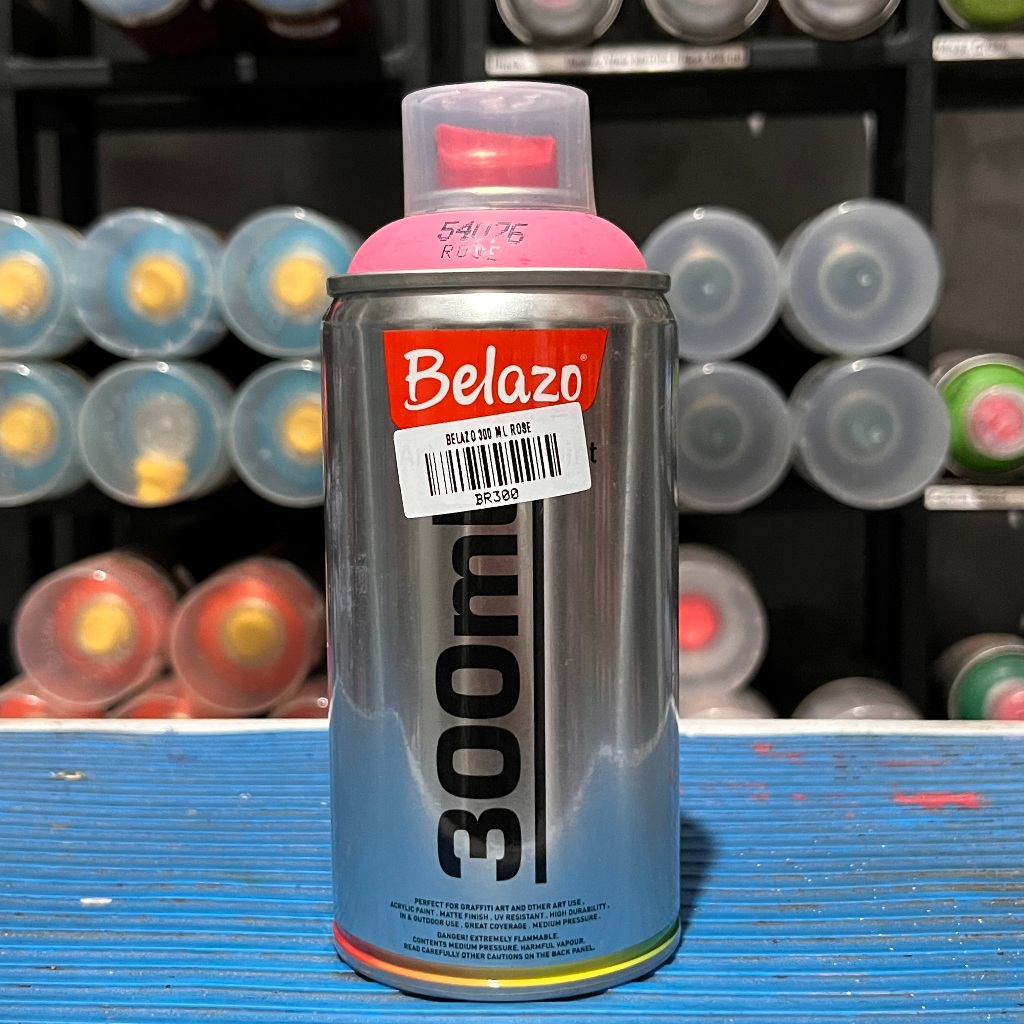 54076
ROSE
Belazo®
BELAZO 300 ML ROSE
BR300
300ml
PERFECT FOR GRAFFITI ART AND OTHER ART USE .
ACRYLIC PAINT . MATTE FINISH . UV RESISTANT . HIGH DURABILITY .
IN & OUTDOOR USE . GREAT COVERAGE . MEDIUM PRESSURE .
DANGER! EXTREMELY FLAMMABLE.
CONTENTS MEDIUM PRESSURE. HARMFUL VAPOUR.
READ CAREFULLY OTHER CAUTIONS ON THE BACK PANEL.